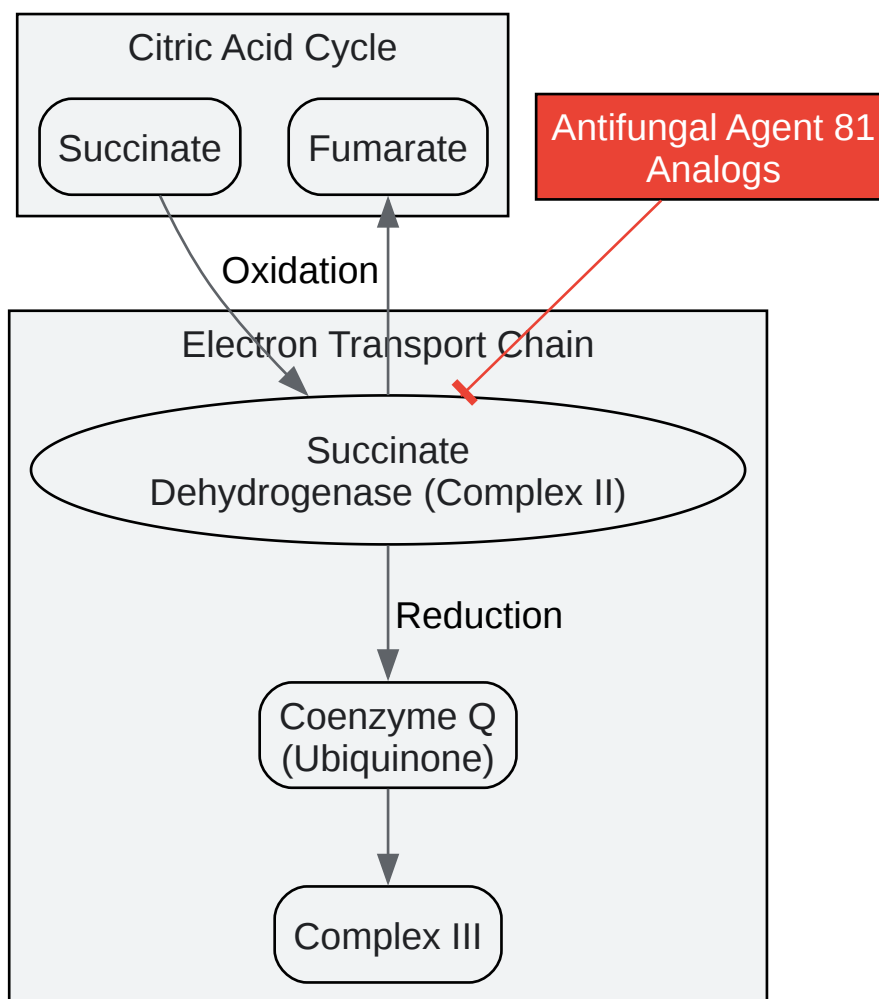 Citric Acid Cycle
Succinate
Fumarate
Antifungal Agent 81
Analogs
Oxidation
Electron Transport Chain
Succinate
Dehydrogenase (Complex II)
Reduction
Coenzyme Q
(Ubiquinone)
Complex III